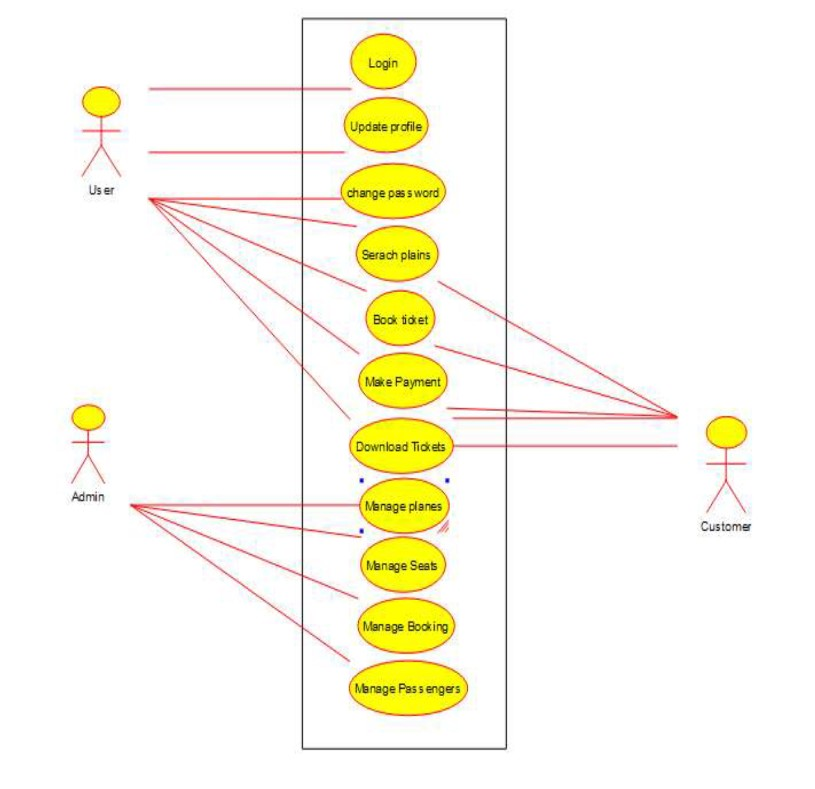 Login
Update profile
User
change password
Serach plains
Book ticket
Make Payment
Download Tickets
Admin
Manage planes
Customer
Manage Seats
Manage Booking
Manage Passengers